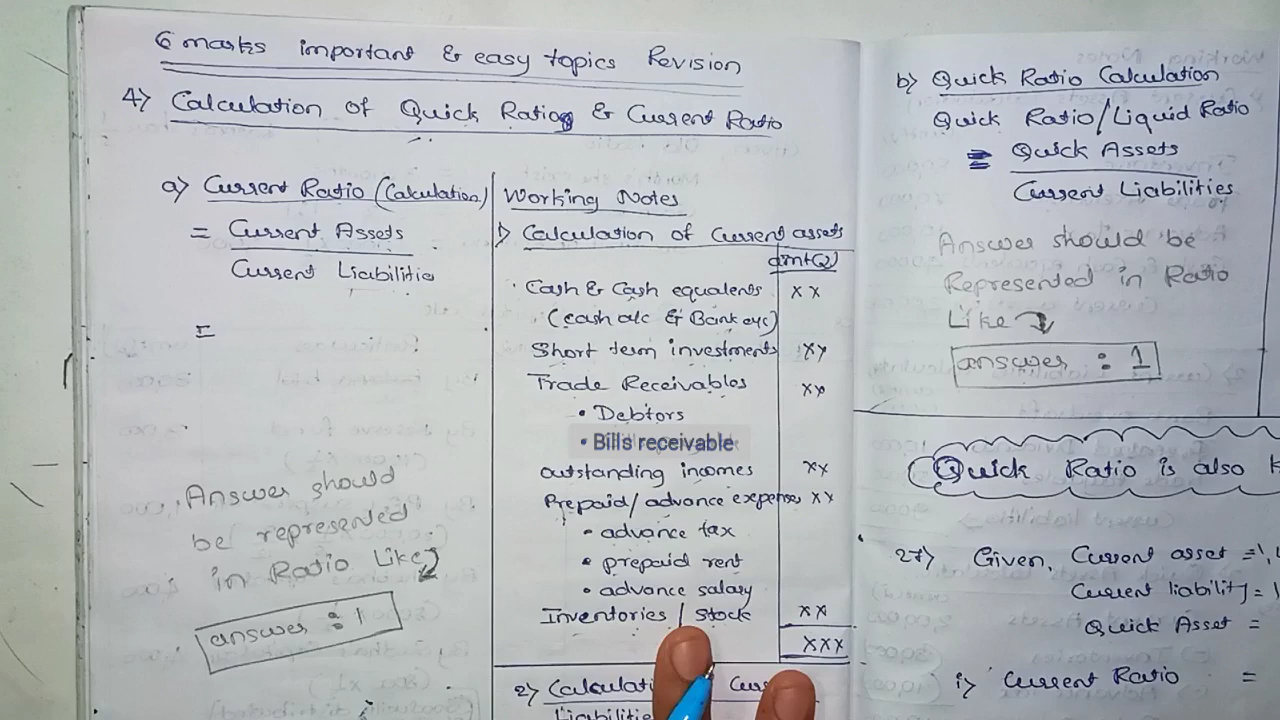 6 marks important & easy topics Revision
4) Calculation of Quick Ratio & Current Ratio
a) Current Ratio (Calculation)
= Current Assets
Current Liabilitie
=
Answer should
be represented
in Ratio Like
answer : 1
Working Notes
1) Calculation of Current assets
amt(₹)
Cash & Cash equalents xx
(cash a/c & Bank a/c)
Short term investments xx
Trade Receivables xx
• Debtors
• Bills receivable
outstanding incomes xx
Prepaid/advance expenses xx
• advance tax
• prepaid rent
• advance salary
Inventories / Stock xx
xxx
2)
Liabilitie
b) Quick Ratio Calculation
Quick Ratio/Liquid Ratio
= Quick Assets
Current Liabilities
Answer should be
Represented in Ratio
Like
answer : 1
Quick Ratio is also
27) Given, Current asset =
Current liability =
Quick Asset =
i) Current Ratio =